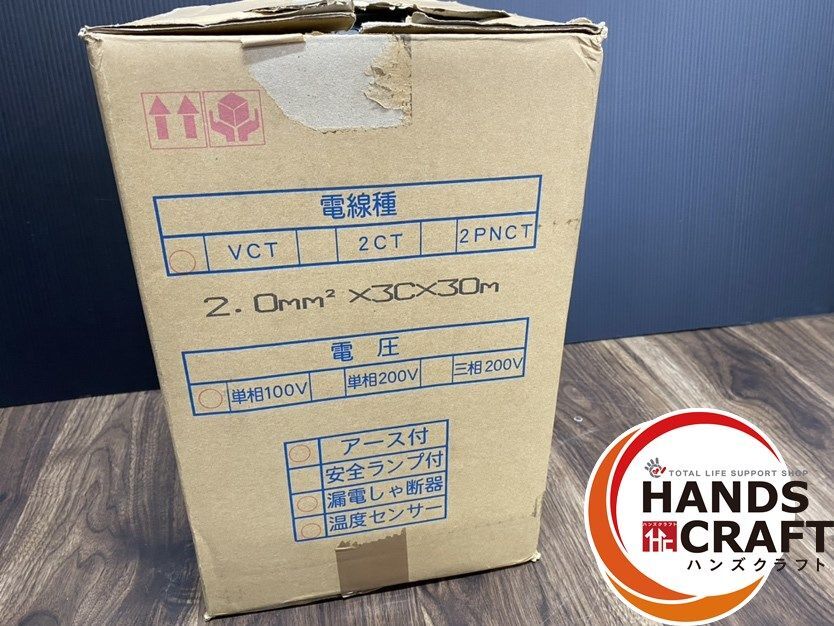 電線種
VCT 2CT 2PNCT
2.0mm² ×3C×30m
電圧
単相100V 単相200V 三相200V
アース付
安全ランプ付
漏電しゃ断器
温度センサー
TOTAL LIFE SUPPORT SHOP
HANDS
ハンズクラフト
CRAFT
ハンズクラフト